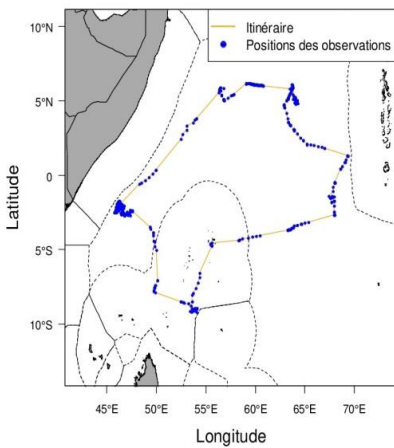 Itinéraire
Positions des observations
10°N
5°N
0
5°S
10°S
Latitude
45°E 50°E 55°E 60°E 65°E 70°E
Longitude